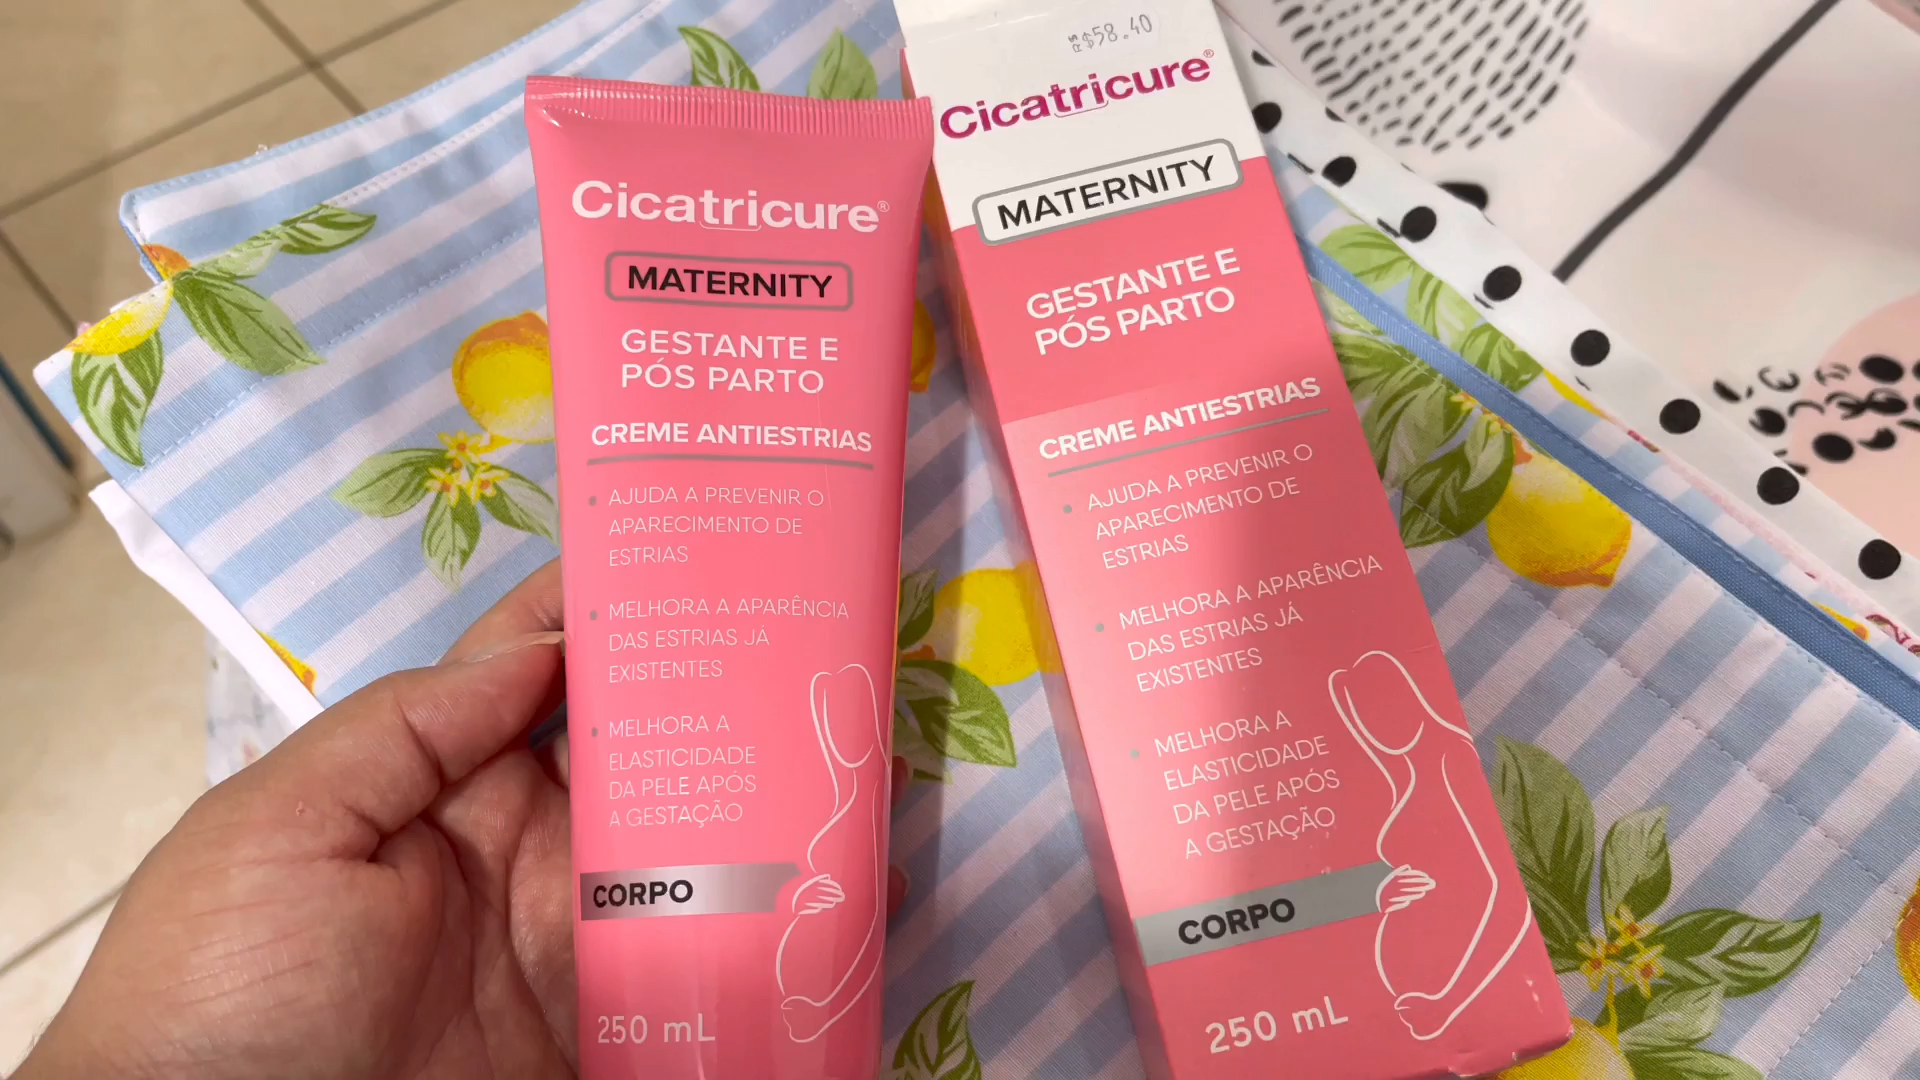 Cicatricure®
MATERNITY
GESTANTE E
PÓS PARTO
CREME ANTIESTRIAS
• AJUDA A PREVENIR O
APARECIMENTO DE
ESTRIAS
• MELHORA A APARÊNCIA
DAS ESTRIAS JÁ
EXISTENTES
• MELHORA A
ELASTICIDADE
DA PELE APÓS
A GESTAÇÃO
CORPO
250 mL
R$58.40
Cicatricure®
MATERNITY
GESTANTE E
PÓS PARTO
CREME ANTIESTRIAS
• AJUDA A PREVENIR O
APARECIMENTO DE
ESTRIAS
• MELHORA A APARÊNCIA
DAS ESTRIAS JÁ
EXISTENTES
• MELHORA A
ELASTICIDADE
DA PELE APÓS
A GESTAÇÃO
CORPO
250 mL